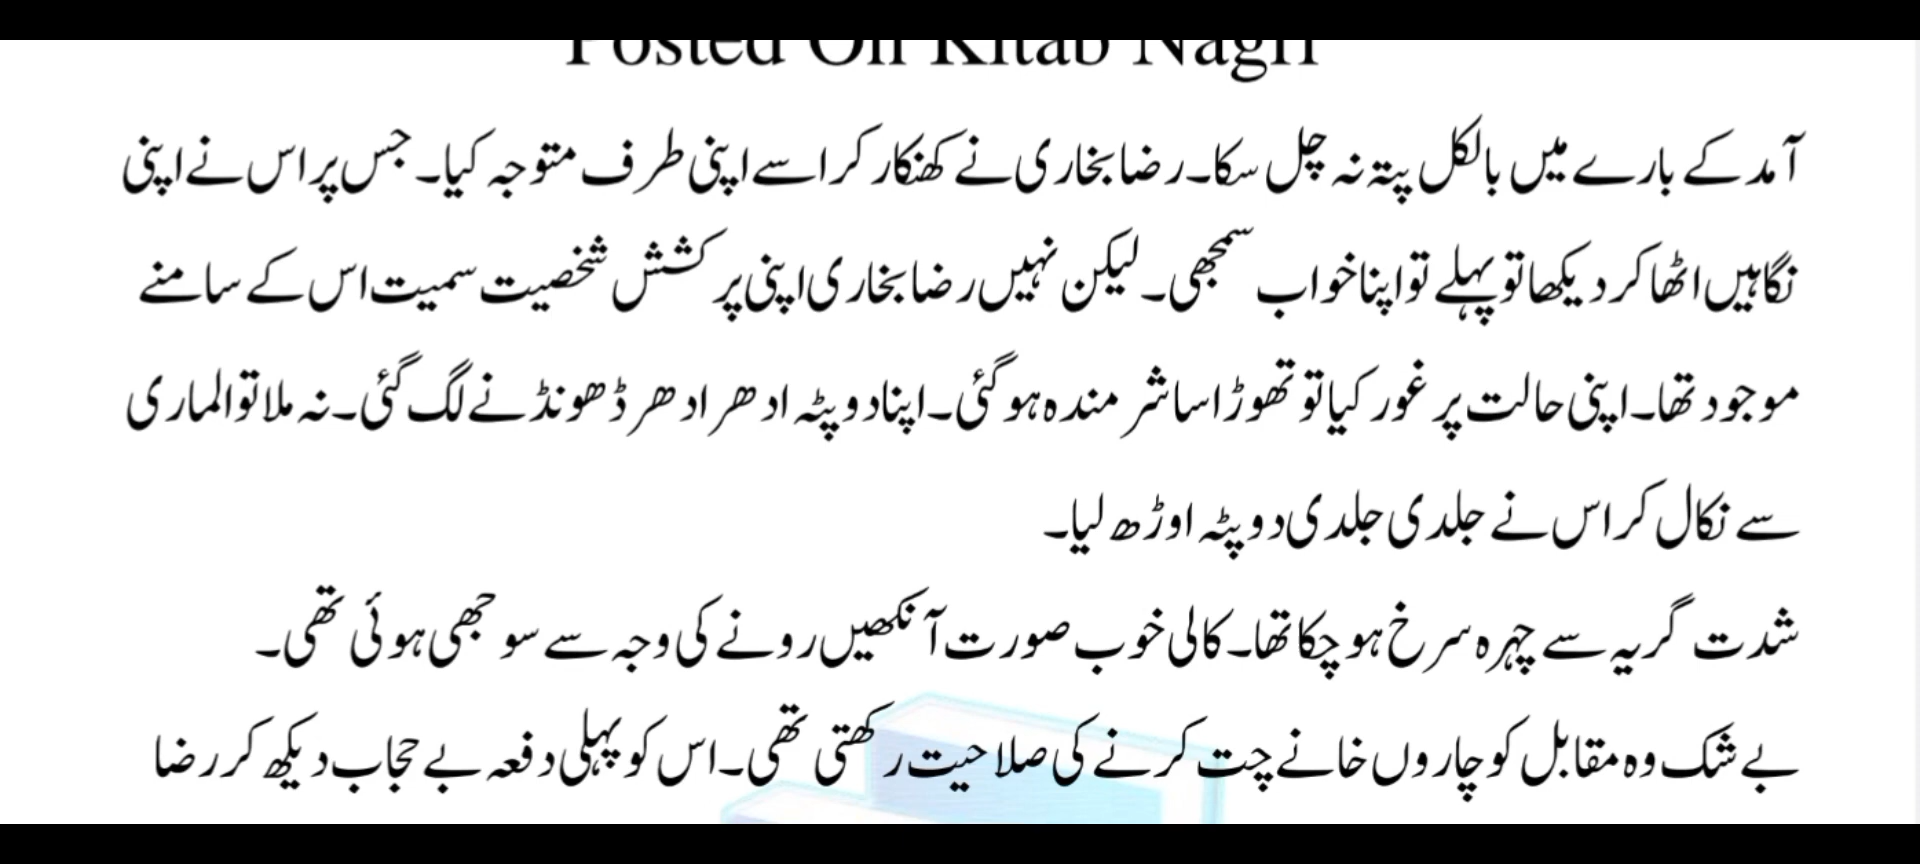 Posted On Kitab Nagri
آمد کے بارے میں بالکل پتہ نہ چل سکا۔ رضا بخاری نے کھنکار کر اسے اپنی طرف متوجہ کیا۔ جس پر اس نے اپنی
نگاہیں اٹھا کر دیکھا تو پہلے تو اپنا خواب سمجھی۔ لیکن نہیں رضا بخاری اپنی پر کشش شخصیت سمیت اس کے سامنے
موجود تھا۔ اپنی حالت پر غور کیا تو تھوڑا سا شرمندہ ہو گئی۔ اپنا دوپٹہ ادھر ادھر ڈھونڈنے لگ گئی۔ نہ ملا تو الماری
سے نکال کر اس نے جلدی جلدی دوپٹہ اوڑھ لیا۔
شدت گریہ سے چہرہ سرخ ہو چکا تھا۔ کالی خوب صورت آنکھیں رونے کی وجہ سے سوجھی ہوئی تھی۔
بے شک وہ مقابل کو چاروں خانے چت کرنے کی صلاحیت رکھتی تھی۔ اس کو پہلی دفعہ بے حجاب دیکھ کر رضا